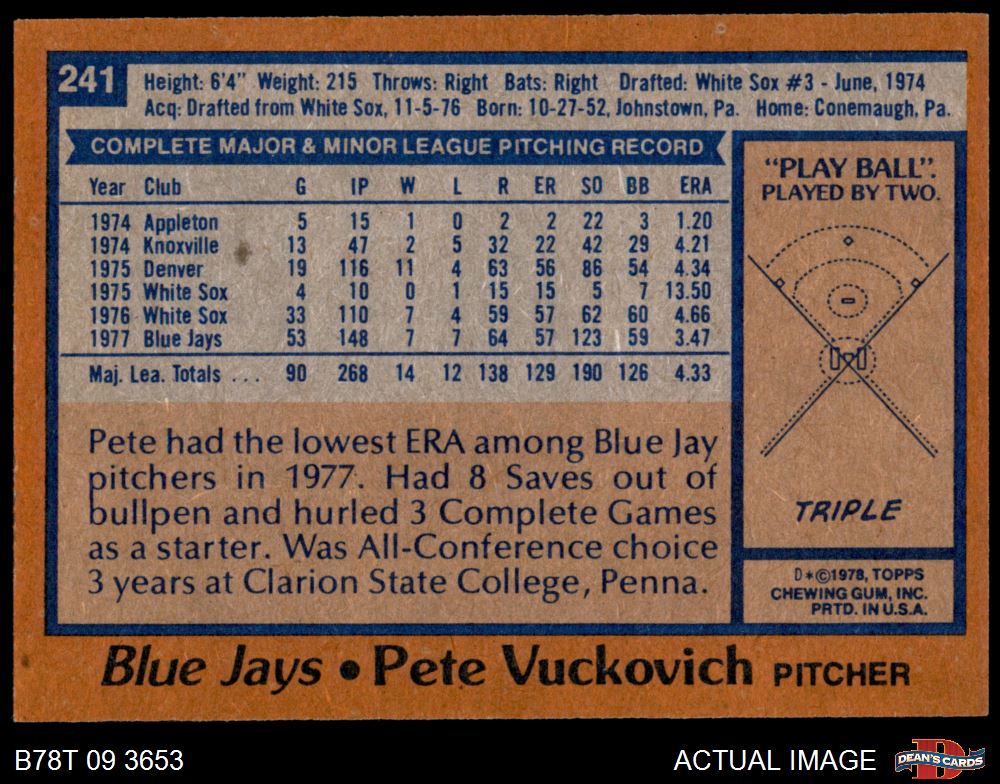 241
Height: 6'4" Weight: 215 Throws: Right Bats: Right Drafted: White Sox #3 - June, 1974
Acq: Drafted from White Sox, 11-5-76 Born: 10-27-52, Johnstown, Pa. Home: Conemaugh, Pa.
COMPLETE MAJOR & MINOR LEAGUE PITCHING RECORD
Year Club G IP W L R ER SO BB ERA
1974 Appleton 5 15 1 0 2 2 22 3 1.20
1974 Knoxville 13 47 2 5 32 22 42 29 4.21
1975 Denver 19 116 11 4 63 56 86 54 4.34
1975 White Sox 4 10 0 1 15 15 5 7 13.50
1976 White Sox 33 110 7 4 59 57 62 60 4.66
1977 Blue Jays 53 148 7 7 64 57 123 59 3.47
Maj. Lea. Totals ... 90 268 14 12 138 129 190 126 4.33
Pete had the lowest ERA among Blue Jay
pitchers in 1977. Had 8 Saves out of
bullpen and hurled 3 Complete Games
as a starter. Was All-Conference choice
3 years at Clarion State College, Penna.
"PLAY BALL".
PLAYED BY TWO.
TRIPLE
D*©1978, TOPPS
CHEWING GUM, INC.
PRTD. IN U.S.A.
Blue Jays • Pete Vuckovich PITCHER
B78T 09 3653
ACTUAL IMAGE
DEAN'S CARDS